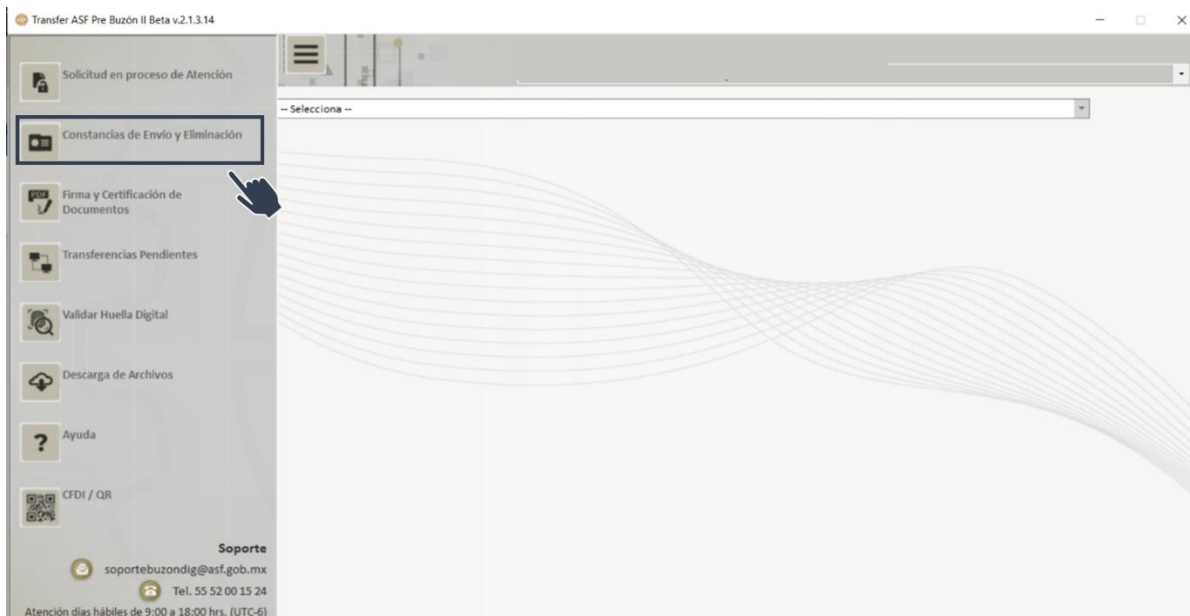 Transfer ASF Pre Buzón II Beta v.2.1.3.14
Solicitud en proceso de Atención
-- Selecciona --
Constancias de Envío y Eliminación
PDF
Firma y Certificación de
Documentos
Transferencias Pendientes
Validar Huella Digital
Descarga de Archivos
? Ayuda
CFDI / QR
Soporte
soportebuzondig@asf.gob.mx
Tel. 55 52 00 15 24
Atención días hábiles de 9:00 a 18:00 hrs. (UTC-6)